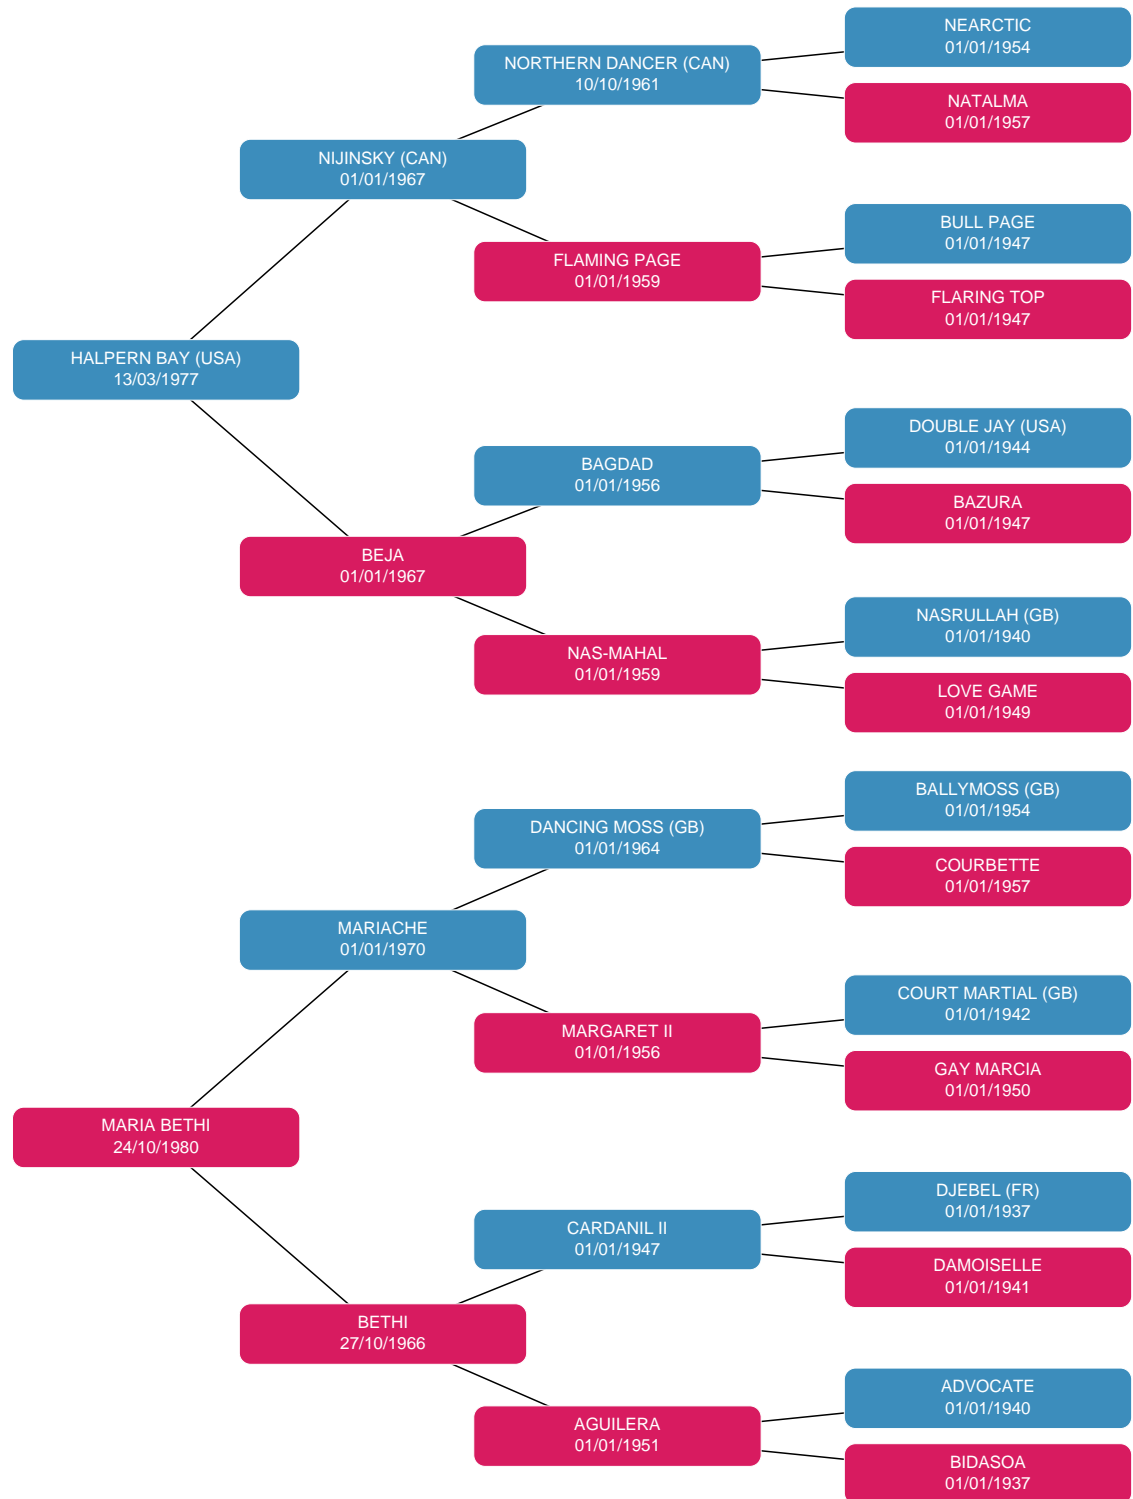 NEARCTIC
01/01/1954
NORTHERN DANCER (CAN)
10/10/1961
NATALMA
01/01/1957
NIJINSKY (CAN)
01/01/1967
BULL PAGE
01/01/1947
FLAMING PAGE
01/01/1959
FLARING TOP
01/01/1947
HALPERN BAY (USA)
13/03/1977
DOUBLE JAY (USA)
01/01/1944
BAGDAD
01/01/1956
BAZURA
01/01/1947
BEJA
01/01/1967
NASRULLAH (GB)
01/01/1940
NAS-MAHAL
01/01/1959
LOVE GAME
01/01/1949
BALLYMOSS (GB)
01/01/1954
DANCING MOSS (GB)
01/01/1964
COURBETTE
01/01/1957
MARIACHE
01/01/1970
COURT MARTIAL (GB)
01/01/1942
MARGARET II
01/01/1956
GAY MARCIA
01/01/1950
MARIA BETHI
24/10/1980
DJEBEL (FR)
01/01/1937
CARDANIL II
01/01/1947
DAMOISELLE
01/01/1941
BETHI
27/10/1966
ADVOCATE
01/01/1940
AGUILERA
01/01/1951
BIDASOA
01/01/1937